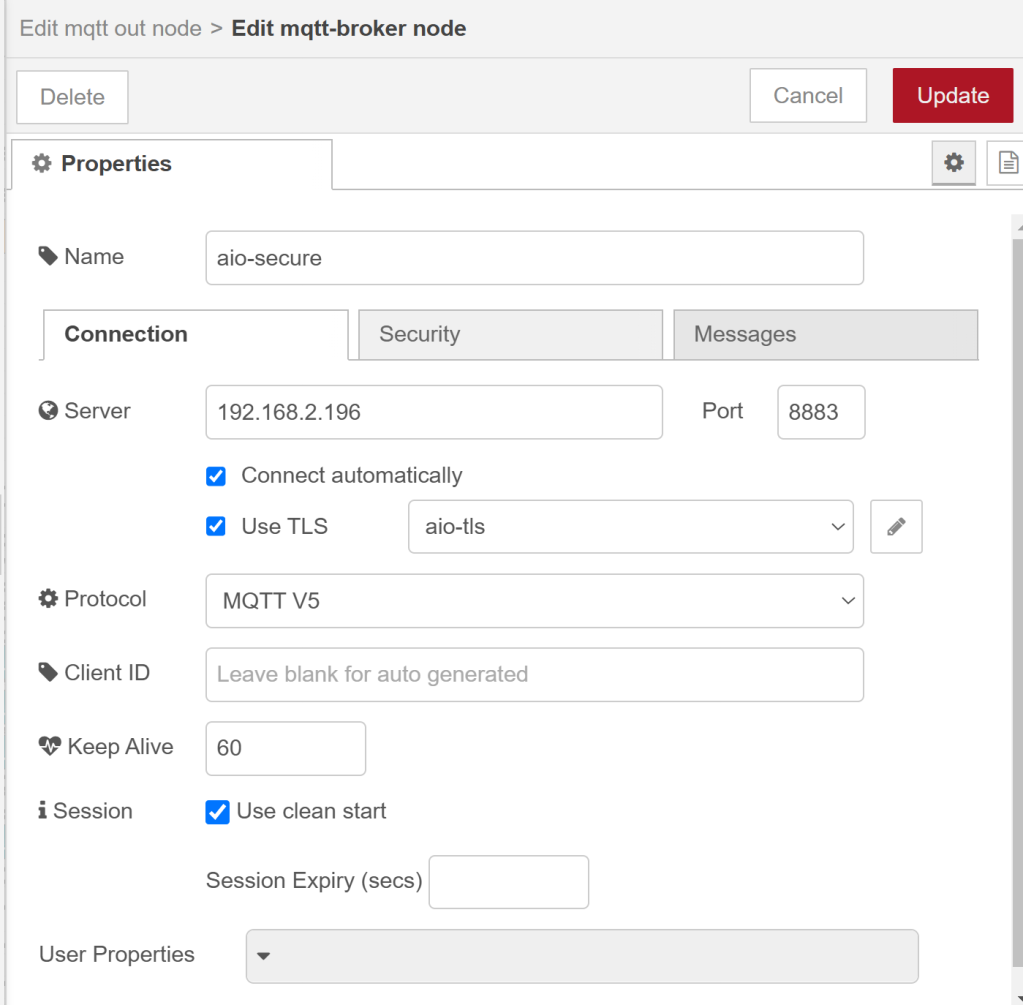 Edit mqtt out node > Edit mqtt-broker node
Delete
Cancel
Update
Properties
Name
aio-secure
Connection
Security
Messages
Server
192.168.2.196
Port
8883
Connect automatically
Use TLS
aio-tls
Protocol
MQTT V5
Client ID
Leave blank for auto generated
Keep Alive
60
Session
Use clean start
Session Expiry (secs)
User Properties